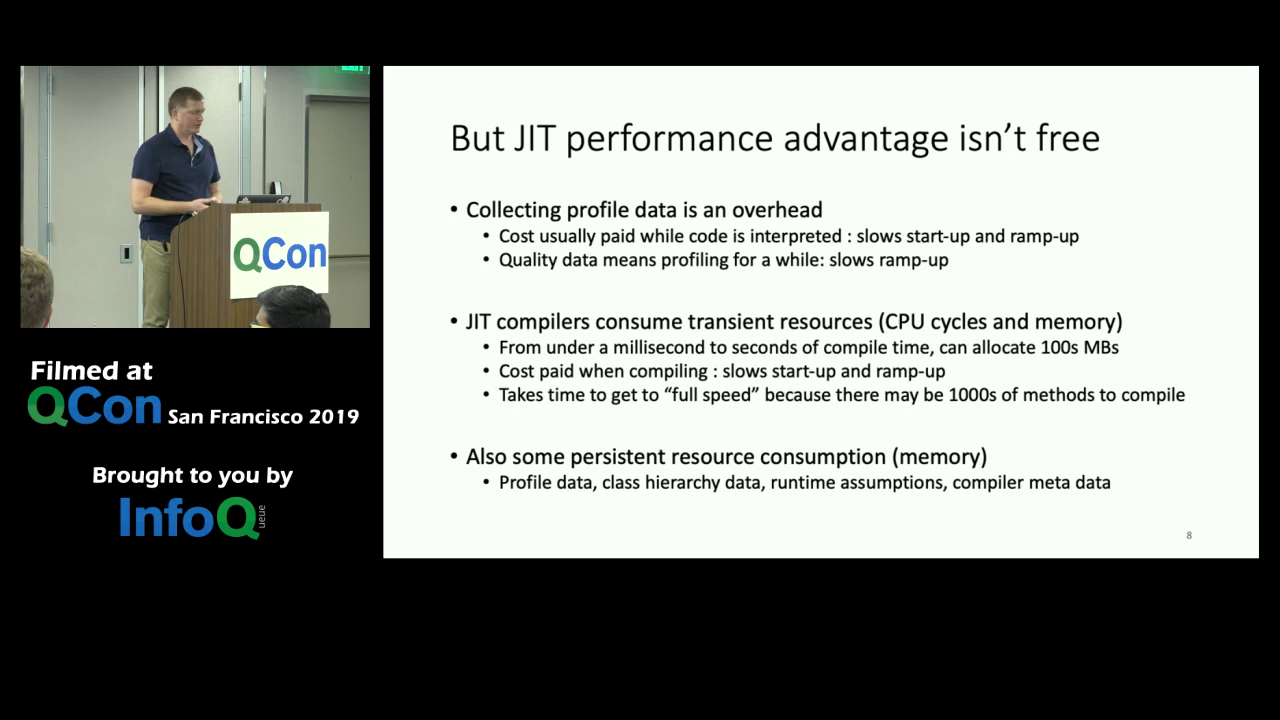 EXIT
QCon
Filmed at
QCon San Francisco 2019
Brought to you by
InfoQ
ueue
But JIT performance advantage isn't free
• Collecting profile data is an overhead
• Cost usually paid while code is interpreted : slows start-up and ramp-up
• Quality data means profiling for a while: slows ramp-up
• JIT compilers consume transient resources (CPU cycles and memory)
• From under a millisecond to seconds of compile time, can allocate 100s MBs
• Cost paid when compiling : slows start-up and ramp-up
• Takes time to get to “full speed” because there may be 1000s of methods to compile
• Also some persistent resource consumption (memory)
• Profile data, class hierarchy data, runtime assumptions, compiler meta data
8